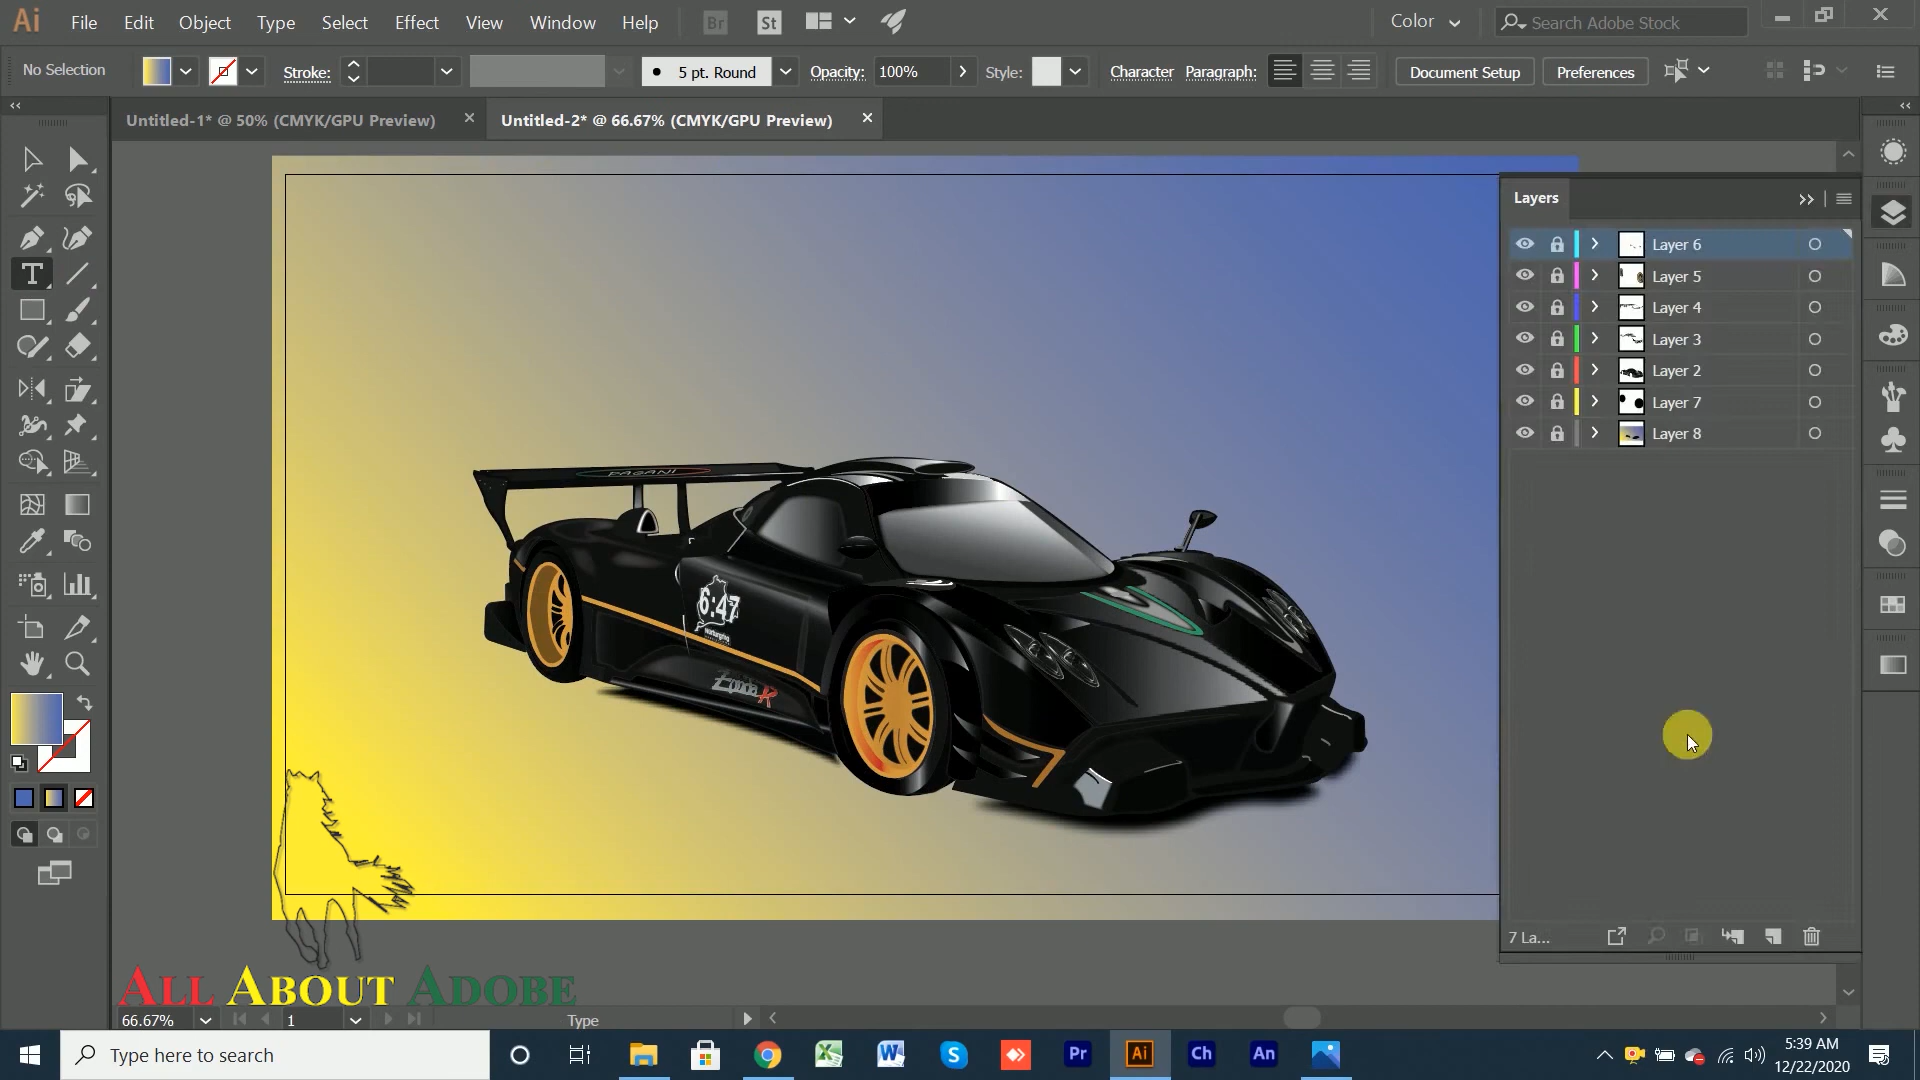 Ai File Edit Object Type Select Effect View Window Help Br St Color Search Adobe Stock
No Selection Stroke: 5 pt. Round Opacity: 100% Style: Character Paragraph: Document Setup Preferences
Untitled-1* @ 50% (CMYK/GPU Preview) Untitled-2* @ 66.67% (CMYK/GPU Preview)
Layers
Layer 6
Layer 5
Layer 4
Layer 3
Layer 2
Layer 7
Layer 8
PAGANI
6:47
Nürburgring
Zonda R
7 La...
ALL ABOUT ADOBE
66.67% 1 Type
Type here to search
Pr Ai Ch An
5:39 AM
12/22/2020